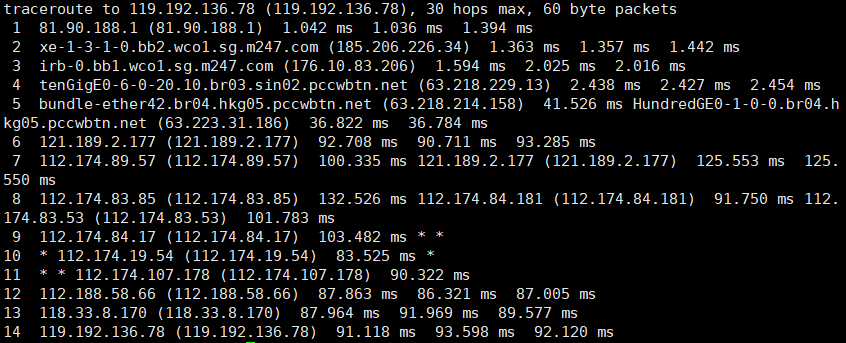 traceroute to 119.192.136.78 (119.192.136.78), 30 hops max, 60 byte packets
 1  81.90.188.1 (81.90.188.1)  1.042 ms  1.036 ms  1.394 ms
 2  xe-1-3-1-0.bb2.wco1.sg.m247.com (185.206.226.34)  1.363 ms  1.357 ms  1.442 ms
 3  irb-0.bb1.wco1.sg.m247.com (176.10.83.206)  1.594 ms  2.025 ms  2.016 ms
 4  tenGigE0-6-0-20.10.br03.sin02.pccwbtn.net (63.218.229.13)  2.438 ms  2.427 ms  2.454 ms
 5  bundle-ether42.br04.hkg05.pccwbtn.net (63.218.214.158)  41.526 ms HundredGE0-1-0-0.br04.h
kg05.pccwbtn.net (63.223.31.186)  36.822 ms  36.784 ms
 6  121.189.2.177 (121.189.2.177)  92.708 ms  90.711 ms  93.285 ms
 7  112.174.89.57 (112.174.89.57)  100.335 ms 121.189.2.177 (121.189.2.177)  125.553 ms  125.
550 ms
 8  112.174.83.85 (112.174.83.85)  132.526 ms 112.174.84.181 (112.174.84.181)  91.750 ms 112.
174.83.53 (112.174.83.53)  101.783 ms
 9  112.174.84.17 (112.174.84.17)  103.482 ms * *
10  * 112.174.19.54 (112.174.19.54)  83.525 ms *
11  * * 112.174.107.178 (112.174.107.178)  90.322 ms
12  112.188.58.66 (112.188.58.66)  87.863 ms  86.321 ms  87.005 ms
13  118.33.8.170 (118.33.8.170)  87.964 ms  91.969 ms  89.577 ms
14  119.192.136.78 (119.192.136.78)  91.118 ms  93.598 ms  92.120 ms